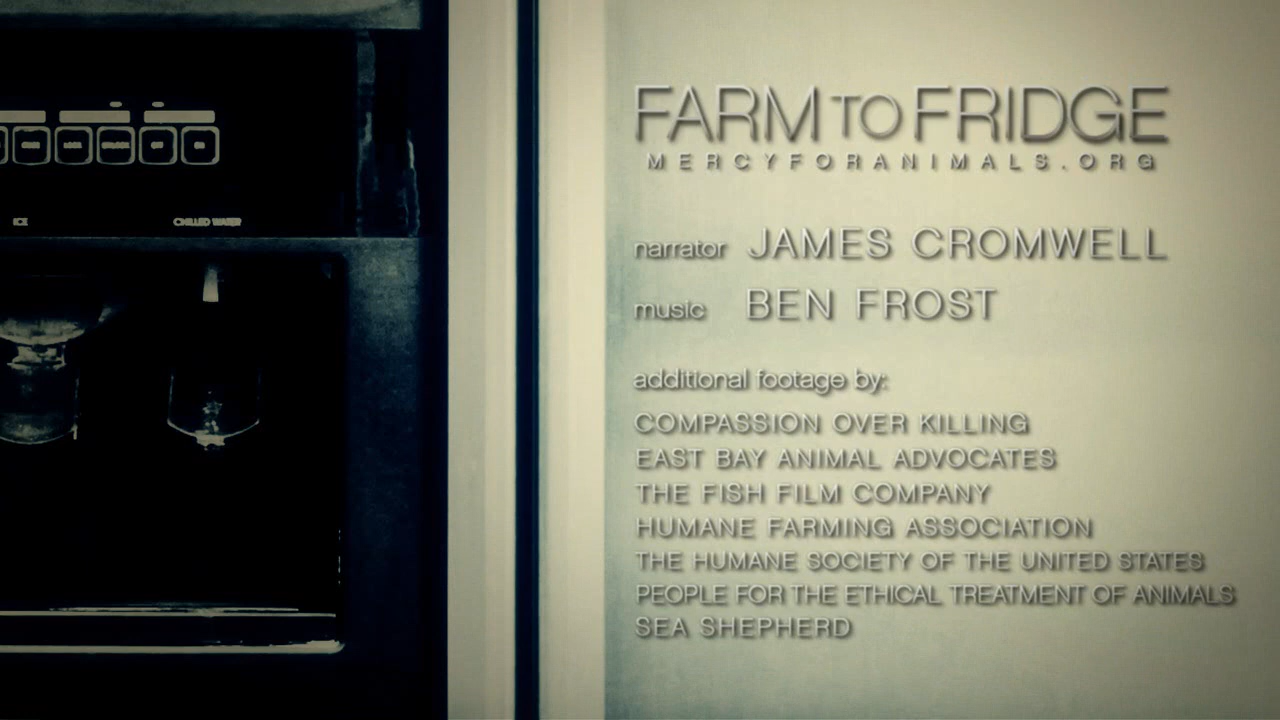 FARM TO FRIDGE
MERCYFORANIMALS.ORG
narrator JAMES CROMWELL
music BEN FROST
additional footage by:
COMPASSION OVER KILLING
EAST BAY ANIMAL ADVOCATES
THE FISH FILM COMPANY
HUMANE FARMING ASSOCIATION
THE HUMANE SOCIETY OF THE UNITED STATES
PEOPLE FOR THE ETHICAL TREATMENT OF ANIMALS
SEA SHEPHERD
ICE
CHILLED WATER